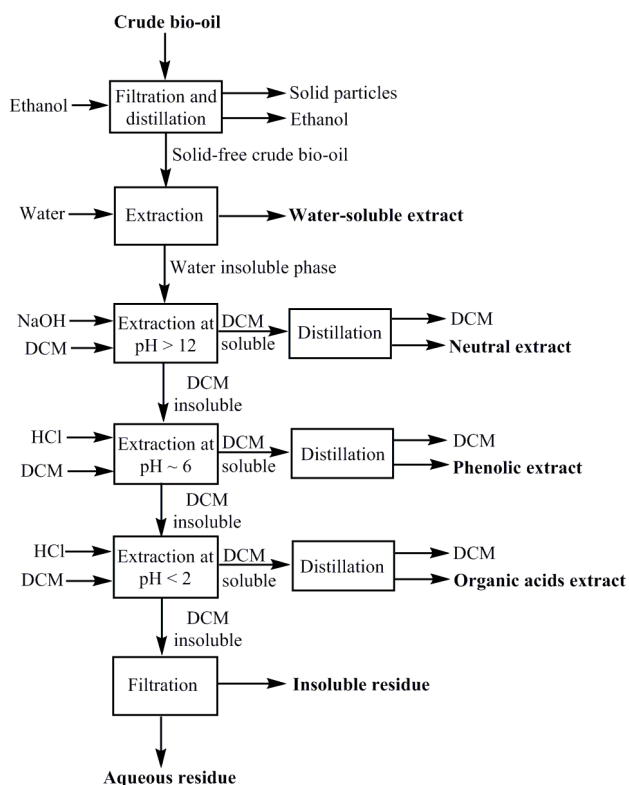 Crude bio-oil
Ethanol
Filtration and
distillation
Solid particles
Ethanol
Solid-free crude bio-oil
Water
Extraction
Water-soluble extract
Water insoluble phase
NaOH
DCM
Extraction at
pH > 12
DCM
soluble
Distillation
DCM
Neutral extract
DCM
insoluble
HCl
DCM
Extraction at
pH ~ 6
DCM
soluble
Distillation
DCM
Phenolic extract
DCM
insoluble
HCl
DCM
Extraction at
pH < 2
DCM
soluble
Distillation
DCM
Organic acids extract
DCM
insoluble
Filtration
Insoluble residue
Aqueous residue